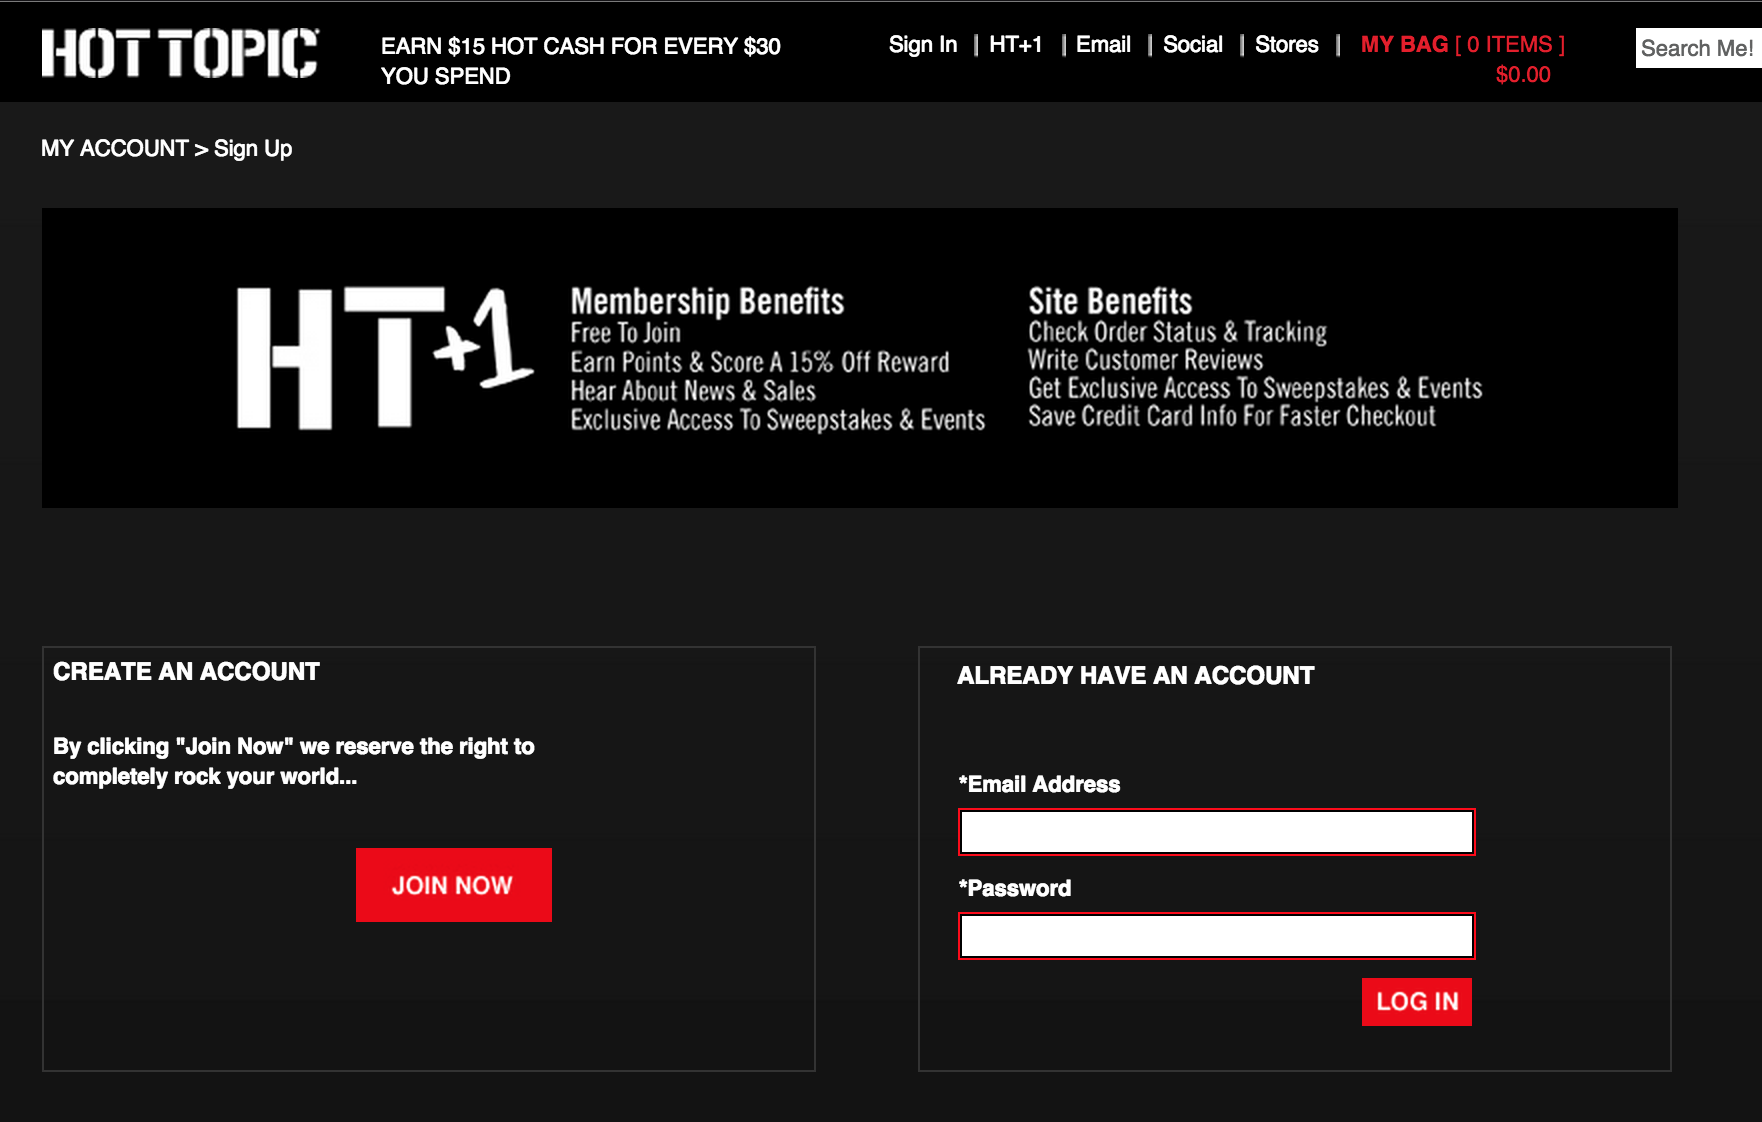 HOT TOPIC
EARN $15 HOT CASH FOR EVERY $30
YOU SPEND
Sign In | HT+1 | Email | Social | Stores | MY BAG [ 0 ITEMS ]
$0.00
Search Me!
MY ACCOUNT > Sign Up
HT+1
Membership Benefits
Free To Join
Earn Points & Score A 15% Off Reward
Hear About News & Sales
Exclusive Access To Sweepstakes & Events
Site Benefits
Check Order Status & Tracking
Write Customer Reviews
Get Exclusive Access To Sweepstakes & Events
Save Credit Card Info For Faster Checkout
CREATE AN ACCOUNT
By clicking "Join Now" we reserve the right to
completely rock your world...
JOIN NOW
ALREADY HAVE AN ACCOUNT
*Email Address
*Password
LOG IN